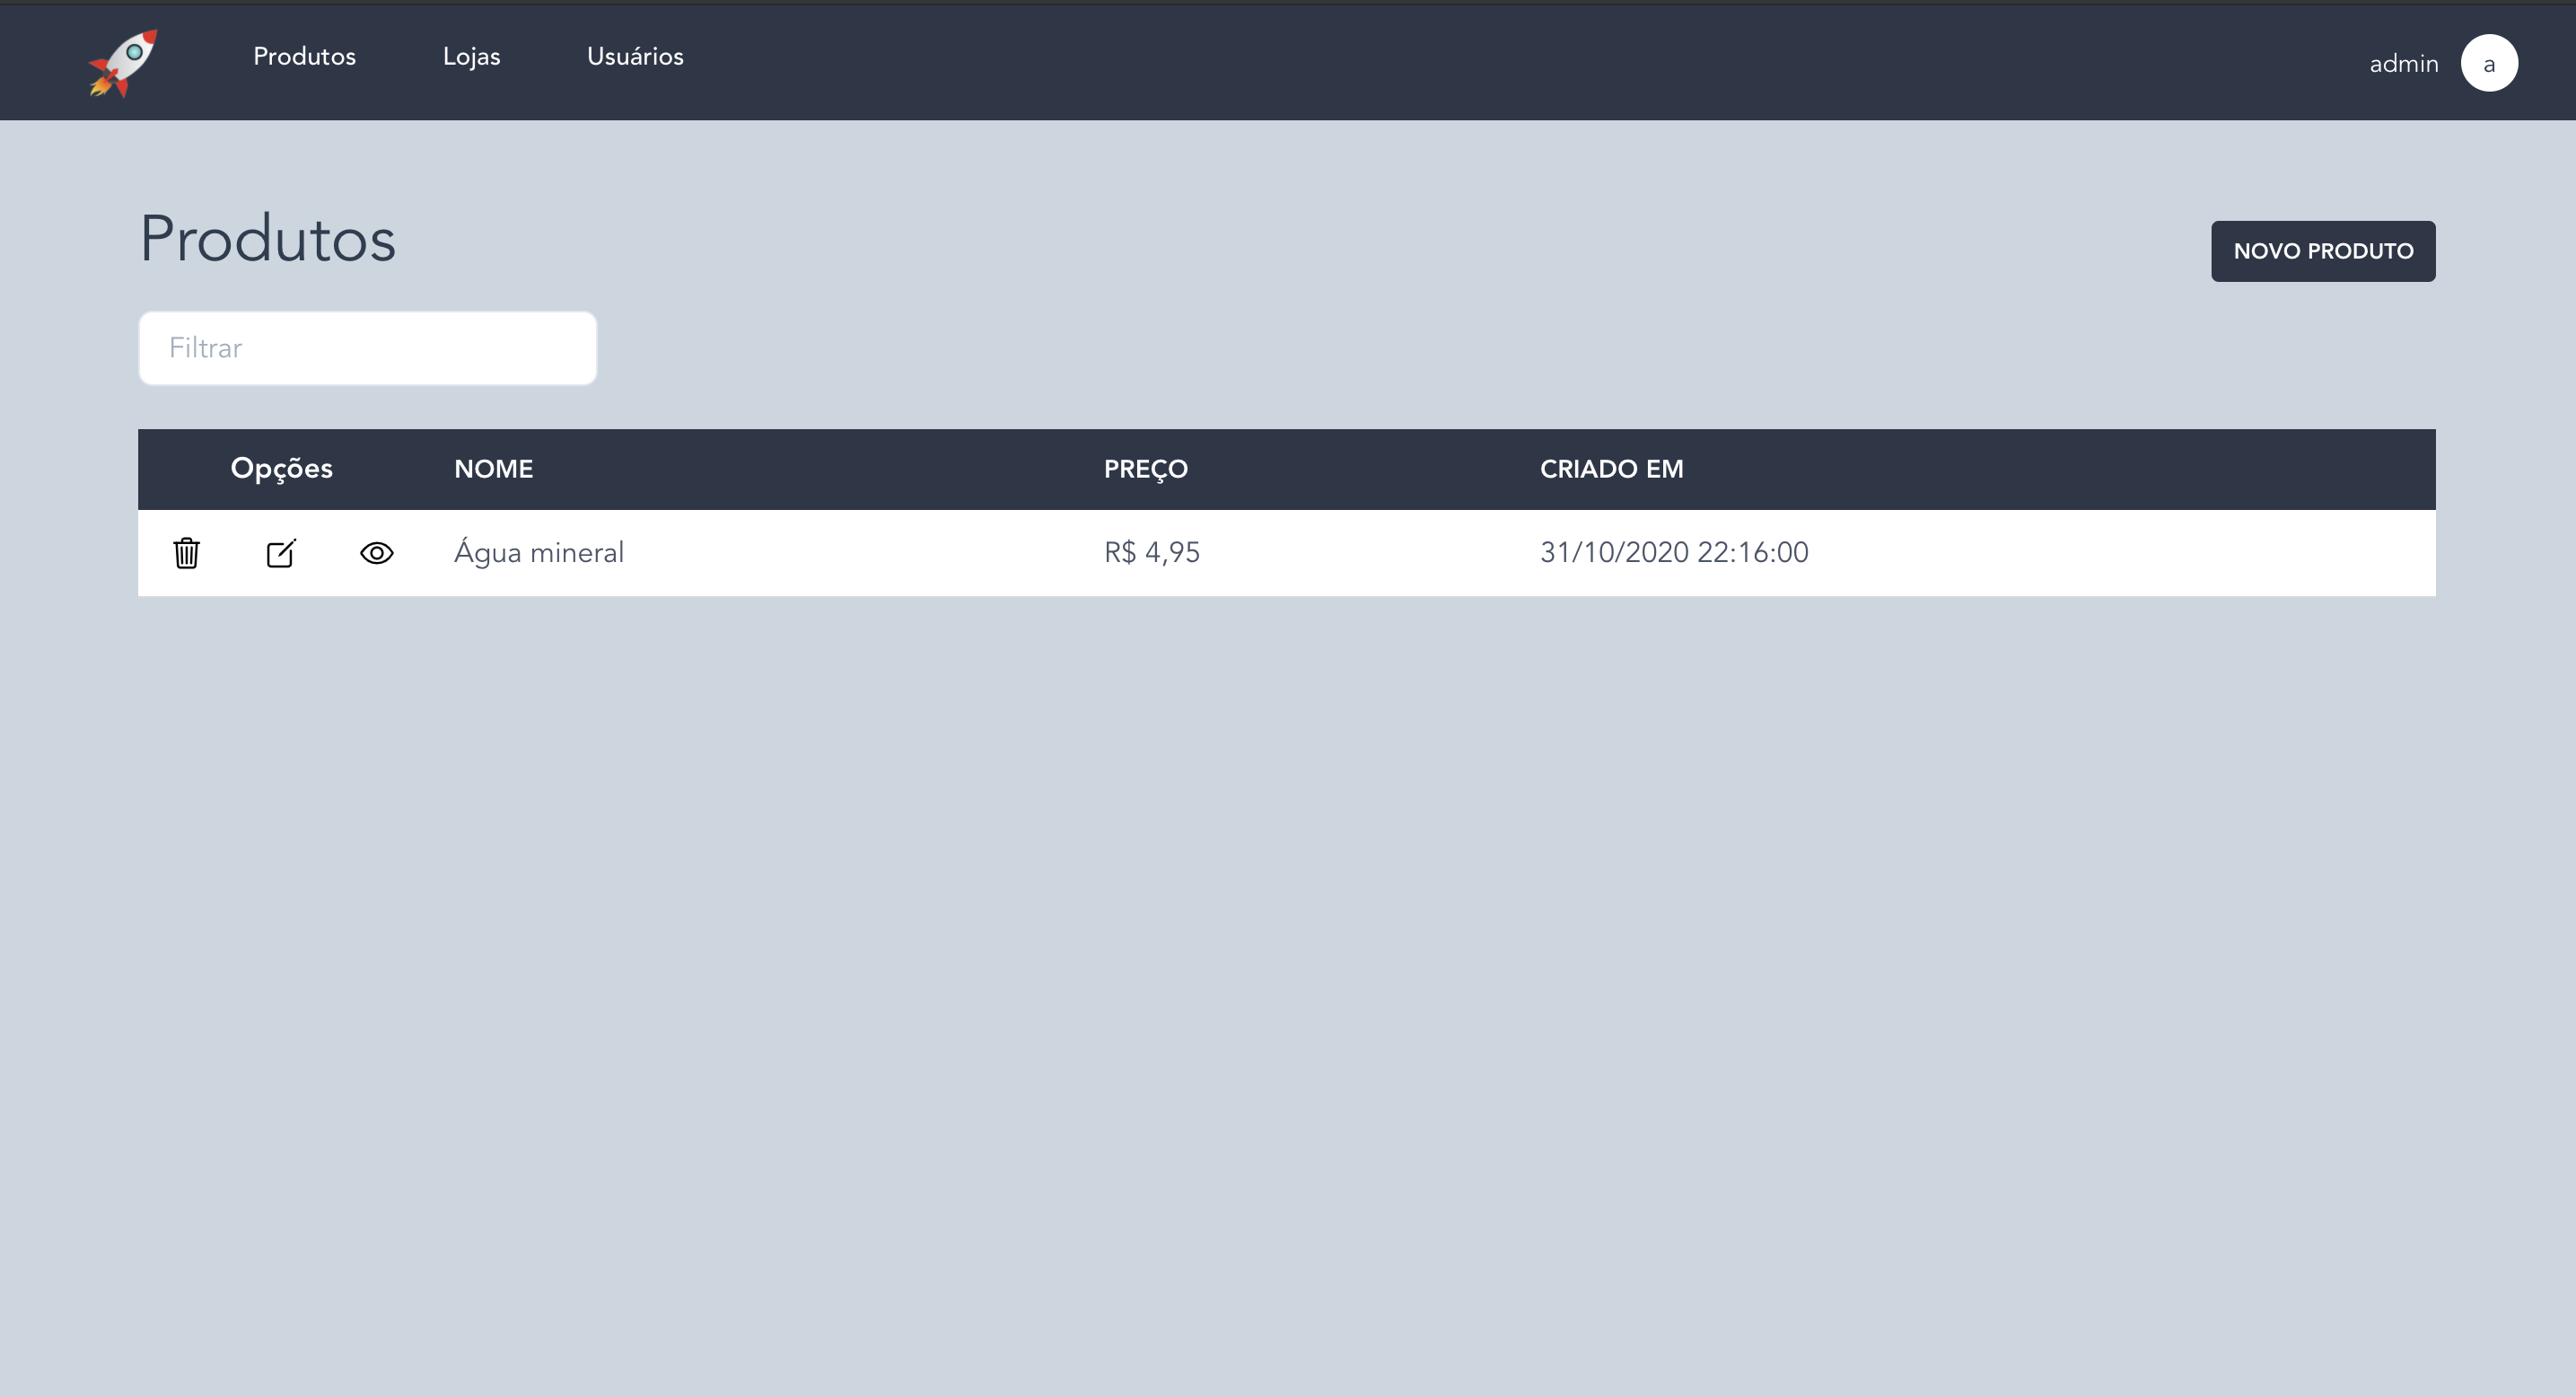 Produtos Lojas Usuários admin a
Produtos
NOVO PRODUTO
Filtrar
Opções NOME PREÇO CRIADO EM
Água mineral R$ 4,95 31/10/2020 22:16:00